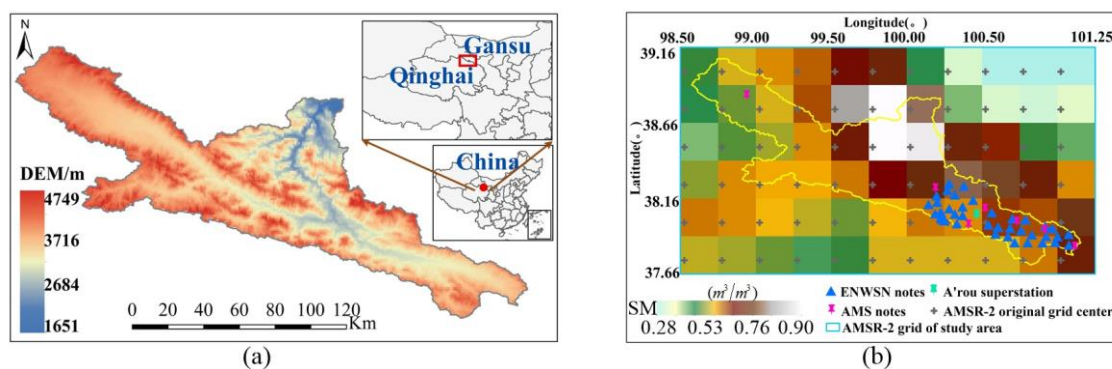 N
Gansu
Qinghai
China
DEM/m
4749
3716
2684
1651
0 20 40 60 80 100 120
Km
(a)
Longitude(。)
98.50 99.00 99.50 100.00 100.50 101.25
Latitude(。)
39.16
38.66
38.16
37.66
(m³/m³)
SM
0.28 0.53 0.76 0.90
ENWSN notes
A'rou superstation
AMS notes
AMSR-2 original grid center
AMSR-2 grid of study area
(b)